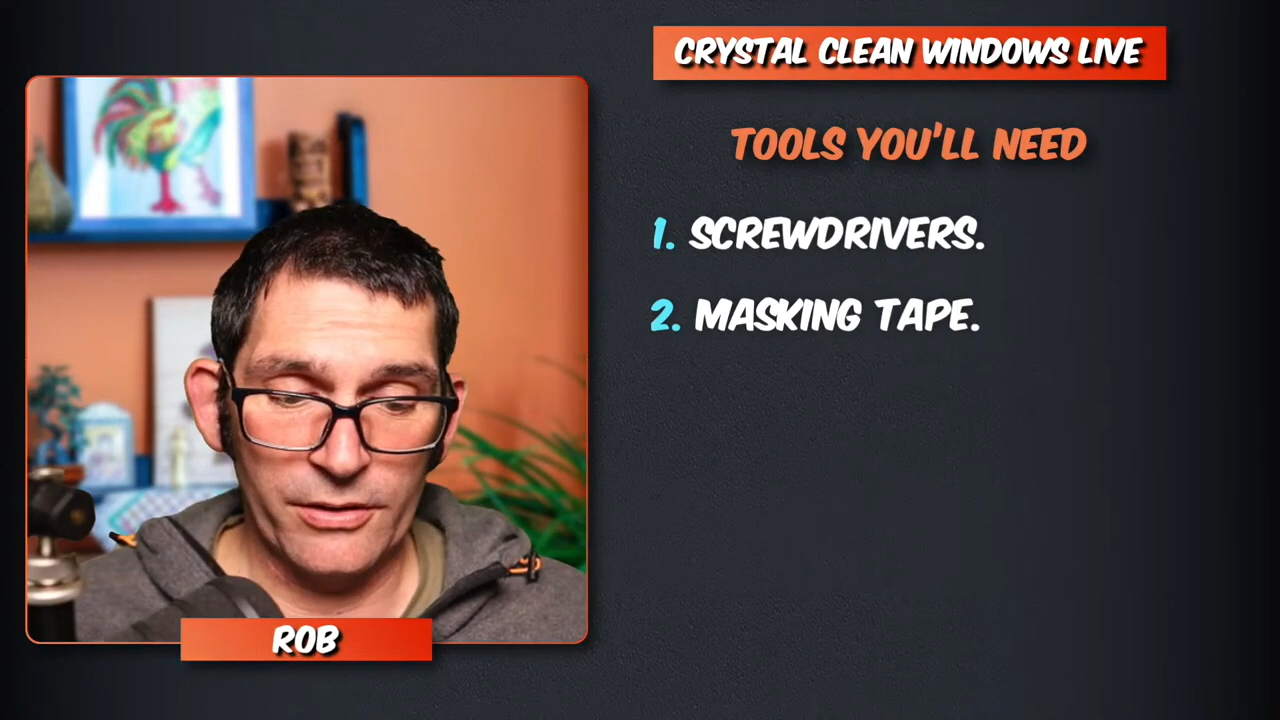 CRYSTAL CLEAN WINDOWS LIVE
TOOLS YOU'LL NEED
1. SCREWDRIVERS.
2. MASKING TAPE.
ROB